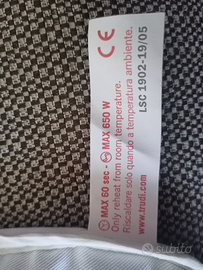 MAX 60 sec - MAX 650 W
Only reheat from room temperature.
Riscaldare solo quando a temperatura ambiente.
www.trudi.com
LSC 1902-19/05
CE
subito